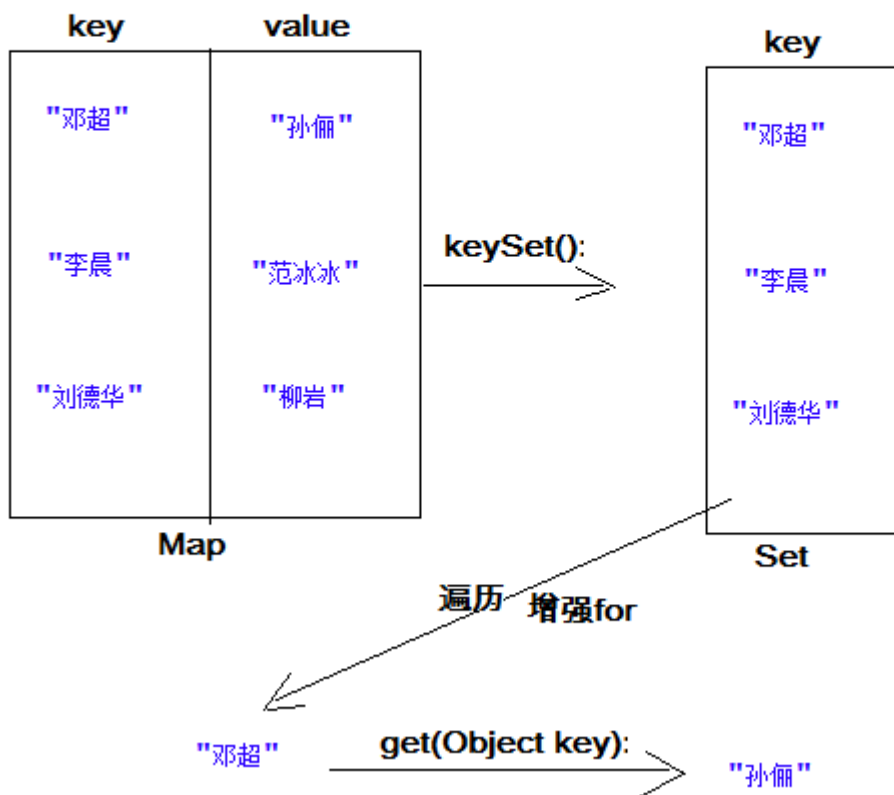 key value
"邓超" "孙俪"
"李晨" "范冰冰"
"刘德华" "柳岩"
Map
keySet():
key
"邓超"
"李晨"
"刘德华"
Set
遍历 增强for
"邓超"
get(Object key):
"孙俪"